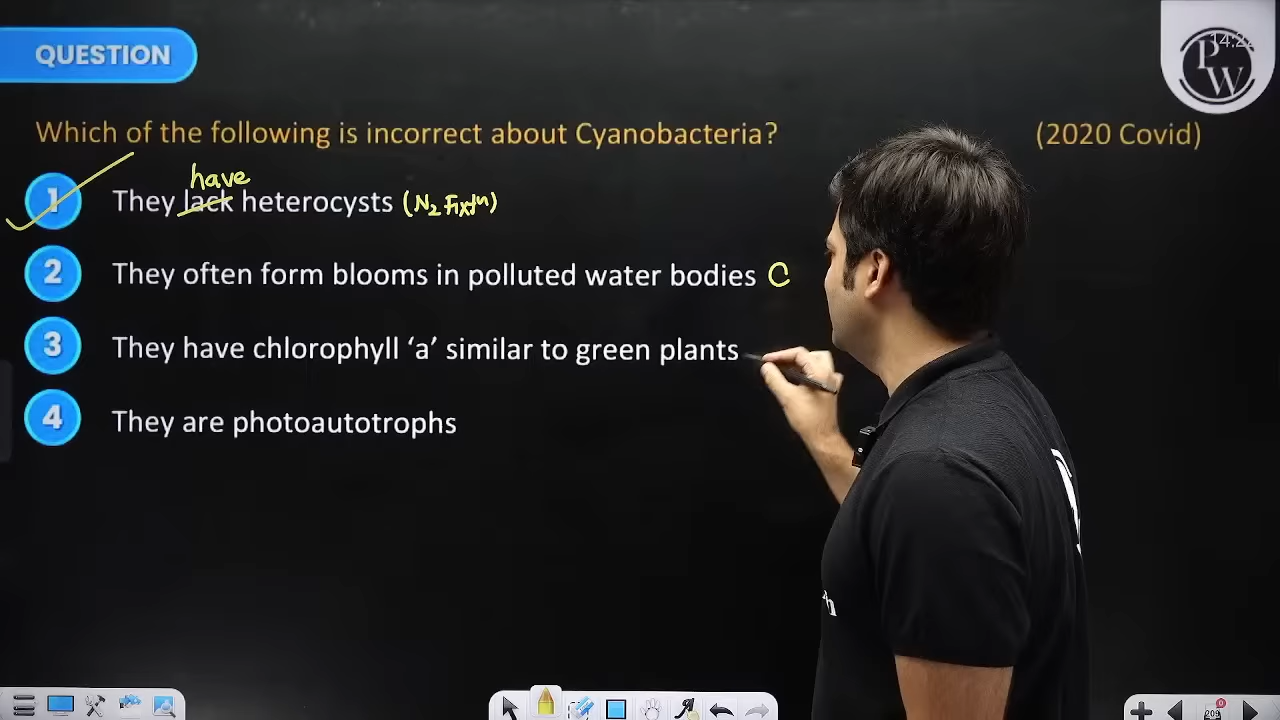 QUESTION
PW
Which of the following is incorrect about Cyanobacteria? (2020 Covid)
have
1 They lack heterocysts (N₂ Fixtⁿ)
2 They often form blooms in polluted water bodies C
3 They have chlorophyll ‘a’ similar to green plants
4 They are photoautotrophs